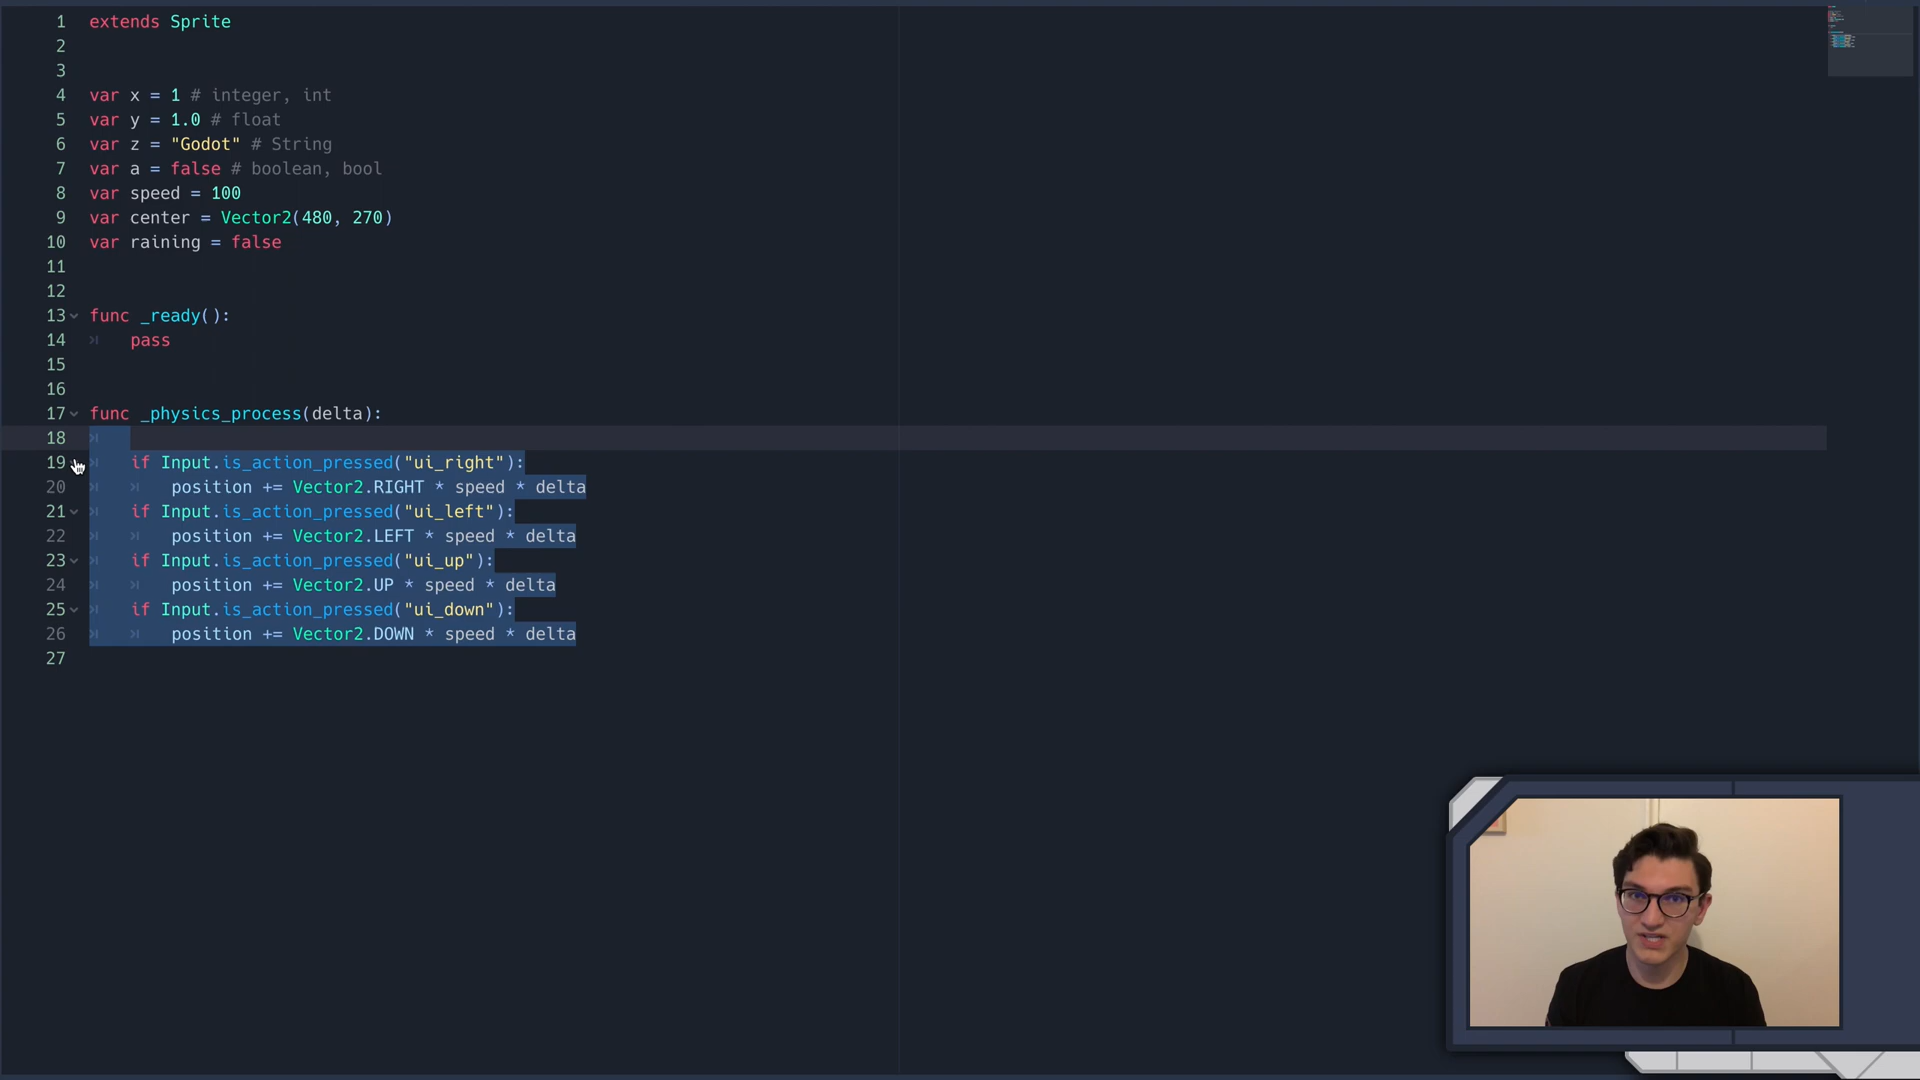 1 extends Sprite
2
3
4 var x = 1 # integer, int
5 var y = 1.0 # float
6 var z = "Godot" # String
7 var a = false # boolean, bool
8 var speed = 100
9 var center = Vector2(480, 270)
10 var raining = false
11
12
13 func _ready():
14 pass
15
16
17 func _physics_process(delta):
18
19 if Input.is_action_pressed("ui_right"):
20 position += Vector2.RIGHT * speed * delta
21 if Input.is_action_pressed("ui_left"):
22 position += Vector2.LEFT * speed * delta
23 if Input.is_action_pressed("ui_up"):
24 position += Vector2.UP * speed * delta
25 if Input.is_action_pressed("ui_down"):
26 position += Vector2.DOWN * speed * delta
27